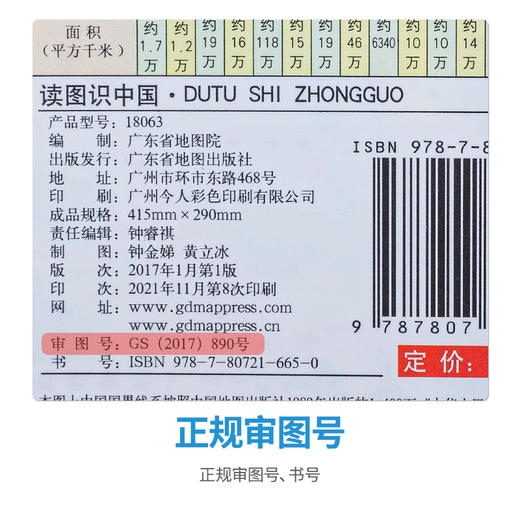 面 积
（平方千米）
约 1.7 万
约 1.2 万
约 19 万
约 16 万
约 118 万
约 15 万
约 19 万
约 46 万
约 6340
约 10 万
约 10 万
约 14 万
读图识中国·DUTU SHI ZHONGGUO
产品型号：18063
编 制：广东省地图院
出版发行：广东省地图出版社
地 址：广州市环市东路468号
印 刷：广州今人彩色印刷有限公司
成品规格：415mm×290mm
责任编辑：钟睿祺
制 图：钟金娣 黄立冰
版 次：2017年1月第1版
印 次：2021年11月第8次印刷
网 址：www.gdmappress.com
www.gdmappress.cn
审 图 号：GS（2017）890号
书 号：ISBN 978-7-80721-665-0
ISBN 978-7-8
9 787807
定价：
正规审图号
正规审图号、书号